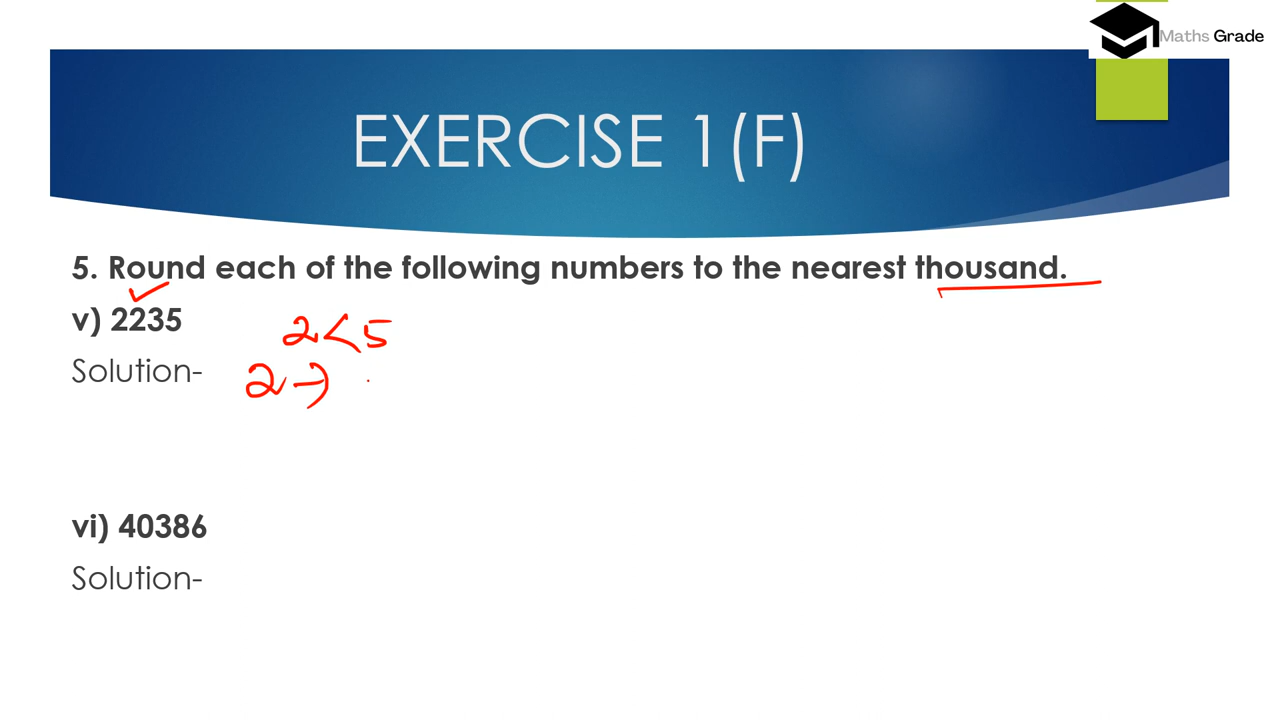 Maths Grade
EXERCISE 1(F)
5. Round each of the following numbers to the nearest thousand.
v) 2235
2<5
Solution-
2→
vi) 40386
Solution-